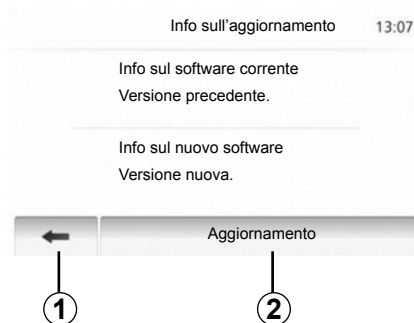 Info sull'aggiornamento 13:07
Info sul software corrente
Versione precedente.
Info sul nuovo software
Versione nuova.
Aggiornamento
1 2